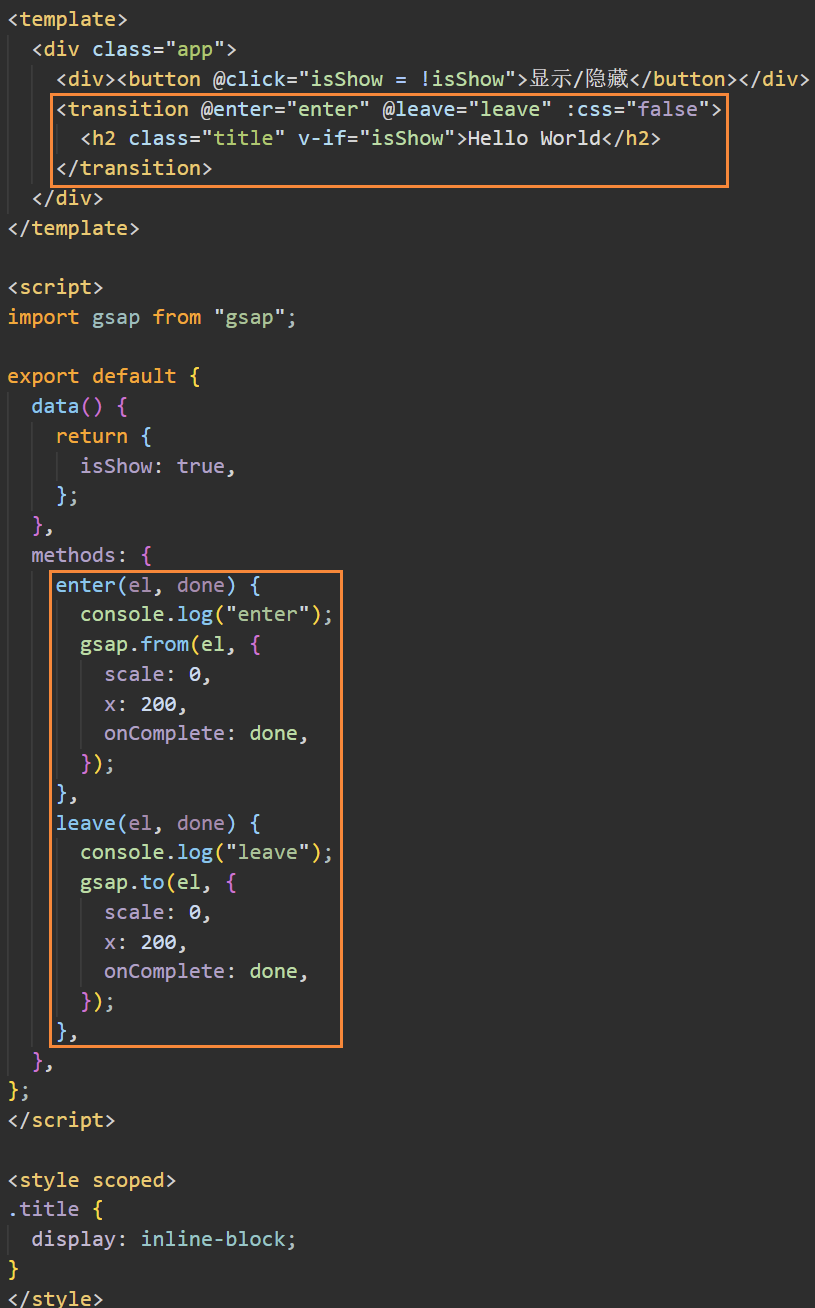 <template>
  <div class="app">
    <div><button @click="isShow = !isShow">显示/隐藏</button></div>
    <transition @enter="enter" @leave="leave" :css="false">
      <h2 class="title" v-if="isShow">Hello World</h2>
    </transition>
  </div>
</template>

<script>
import gsap from "gsap";

export default {
  data() {
    return {
      isShow: true,
    };
  },
  methods: {
    enter(el, done) {
      console.log("enter");
      gsap.from(el, {
        scale: 0,
        x: 200,
        onComplete: done,
      });
    },
    leave(el, done) {
      console.log("leave");
      gsap.to(el, {
        scale: 0,
        x: 200,
        onComplete: done,
      });
    },
  },
};
</script>

<style scoped>
.title {
  display: inline-block;
}
</style>